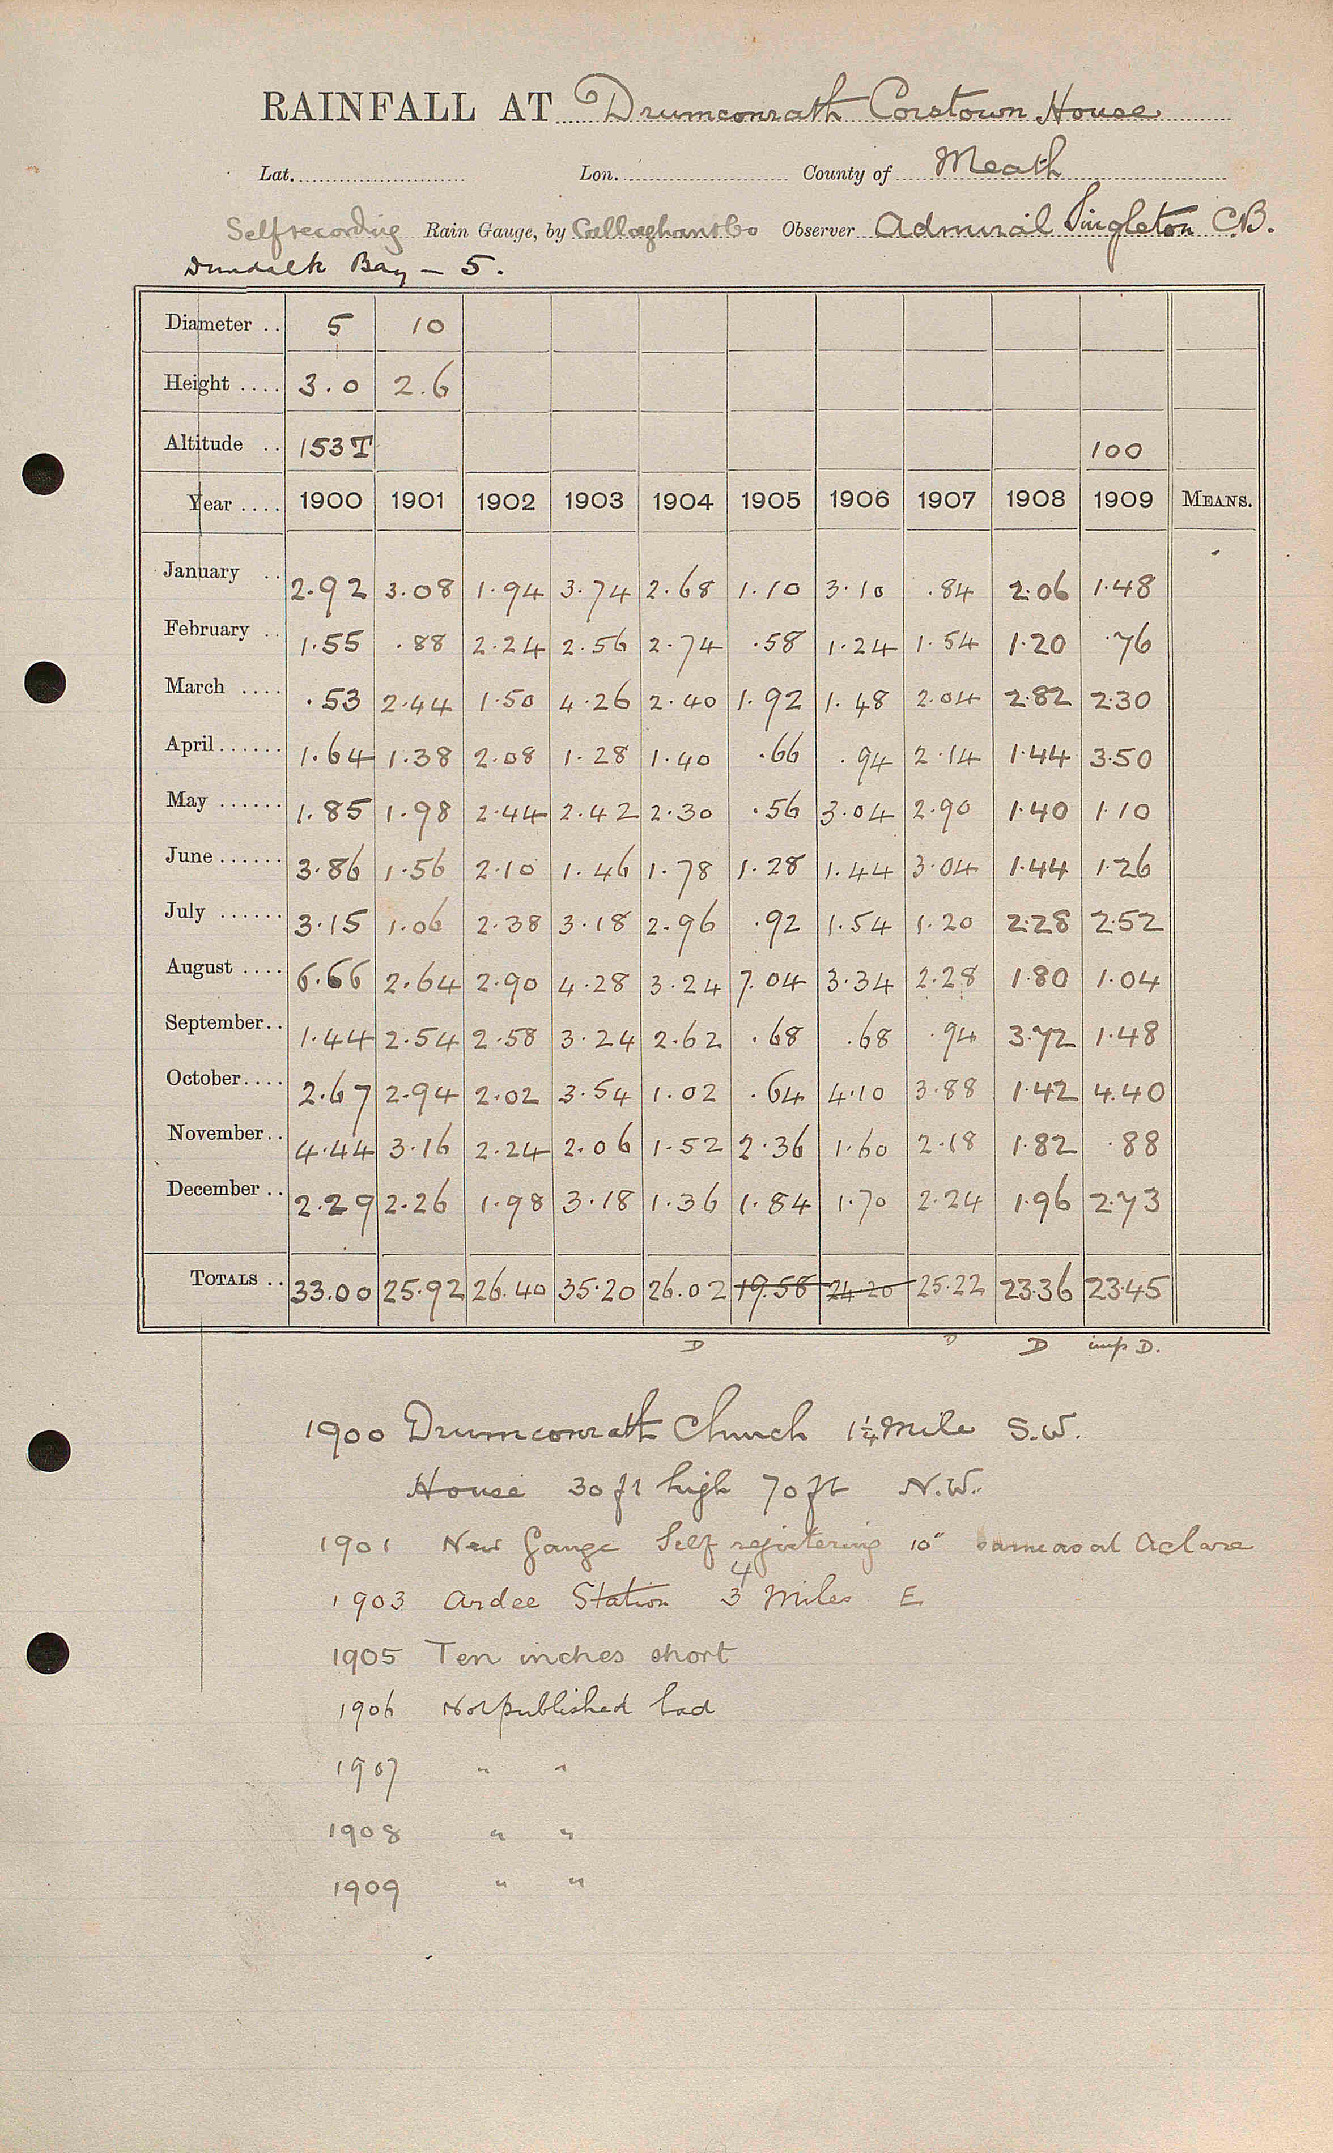 RAINFALL AT Drumconrath Corstown House
Lat. Lon. County of Meath
Self recording Rain Gauge, by Callaghan & Co Observer Admiral Singleton C.B.
Dundalk Bay — 5.
Diameter .. 5 10
Height .... 3.0 2.6
Altitude .. 153T 100
Year .... 1900 1901 1902 1903 1904 1905 1906 1907 1908 1909 MEANS.
January .. 2.92 3.08 1.94 3.74 2.68 1.10 3.10 .84 2.06 1.48
February .. 1.55 .88 2.24 2.56 2.74 .58 1.24 1.54 1.20 .76
March .... .53 2.44 1.50 4.26 2.40 1.92 1.48 2.04 2.82 2.30
April ...... 1.64 1.38 2.08 1.28 1.40 .66 .94 2.14 1.44 3.50
May ...... 1.85 1.98 2.44 2.42 2.30 .56 3.04 2.90 1.40 1.10
June ...... 3.86 1.56 2.10 1.46 1.78 1.28 1.44 3.04 1.44 1.26
July ...... 3.15 1.06 2.38 3.18 2.96 .92 1.54 1.20 2.28 2.52
August .... 6.66 2.64 2.90 4.28 3.24 7.04 3.34 2.28 1.80 1.04
September.. 1.44 2.54 2.58 3.24 2.62 .68 .68 .94 3.72 1.48
October.... 2.67 2.94 2.02 3.54 1.02 .64 4.10 3.88 1.42 4.40
November.. 4.44 3.16 2.24 2.06 1.52 2.36 1.60 2.18 1.82 .88
December .. 2.29 2.26 1.98 3.18 1.36 1.84 1.70 2.24 1.96 2.73
TOTALS .. 33.00 25.92 26.40 35.20 26.02 19.58 24.20 25.22 23.36 23.45
D D D imp D.
1900 Drumconrath Church 1¼ Mile S.W.
House 30 ft high 70 ft N.W.
1901 New Gauge Self registering 10" same as at Aclare
1903 Ardee Station 3 4 Miles E
1905 Ten inches short
1906 Not published bad
1907 " "
1908 " "
1909 " "